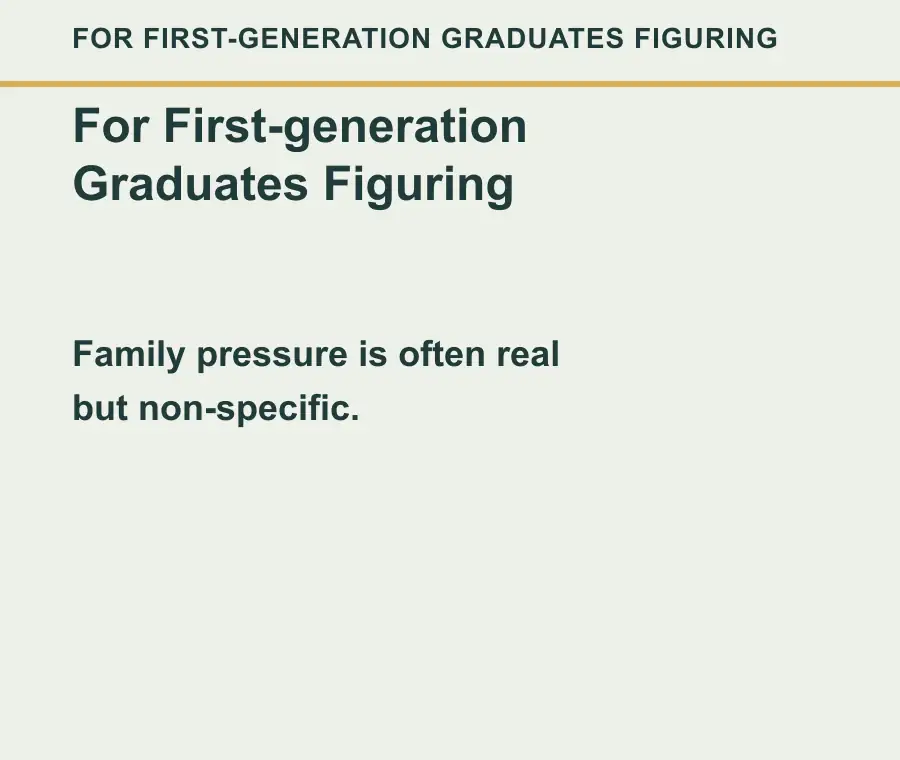 FOR FIRST-GENERATION GRADUATES FIGURING
For First-generation
Graduates Figuring
Family pressure is often real
but non-specific.